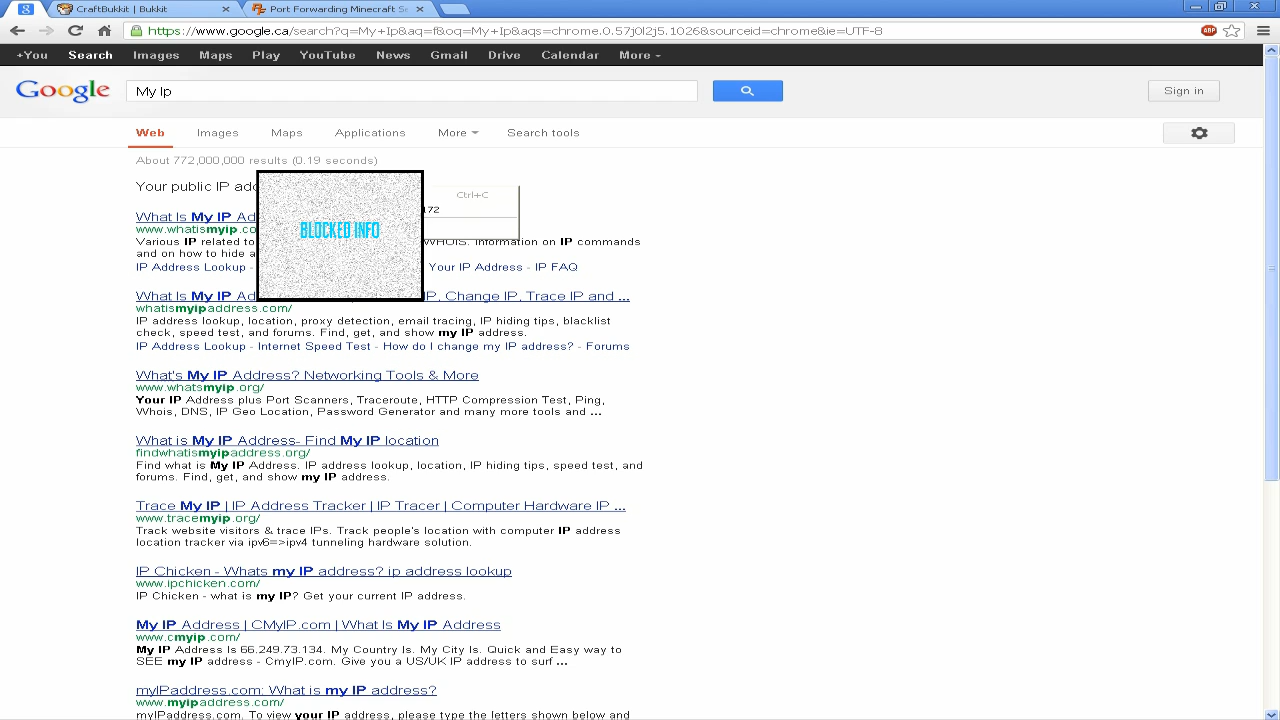 CraftBukkit | Bukkit
Port Forwarding Minecraft Se
https://www.google.ca/search?q=My+Ip&aq=f&oq=My+Ip&aqs=chrome.0.57j0l2j5.1026&sourceid=chrome&ie=UTF-8
ABP
+You Search Images Maps Play YouTube News Gmail Drive Calendar More
Google My Ip Sign in
Web Images Maps Applications More Search tools
About 772,000,000 results (0.19 seconds)
Your public IP add
Ctrl+C
172
BLOCKED INFO
What Is My IP Ad
www.whatismyip.co
Various IP related to WHOIS. Information on IP commands
and on how to hide a
IP Address Lookup - Your IP Address - IP FAQ
What Is My IP Ad IP, Change IP, Trace IP and ...
whatismyipaddress.com/
IP address lookup, location, proxy detection, email tracing, IP hiding tips, blacklist
check, speed test, and forums. Find, get, and show my IP address.
IP Address Lookup - Internet Speed Test - How do I change my IP address? - Forums
What's My IP Address? Networking Tools & More
www.whatsmyip.org/
Your IP Address plus Port Scanners, Traceroute, HTTP Compression Test, Ping,
Whois, DNS, IP Geo Location, Password Generator and many more tools and ...
What is My IP Address- Find My IP location
findwhatismyipaddress.org/
Find what is My IP Address. IP address lookup, location, IP hiding tips, speed test, and
forums. Find, get, and show my IP address.
Trace My IP | IP Address Tracker | IP Tracer | Computer Hardware IP ...
www.tracemyip.org/
Track website visitors & trace IPs. Track people's location with computer IP address
location tracker via ipv6=>ipv4 tunneling hardware solution.
IP Chicken - Whats my IP address? ip address lookup
www.ipchicken.com/
IP Chicken - what is my IP? Get your current IP address.
My IP Address | CMyIP.com | What Is My IP Address
www.cmyip.com/
My IP Address Is 66.249.73.134. My Country Is. My City Is. Quick and Easy way to
SEE my IP address - CmyIP.com. Give you a US/UK IP address to surf ...
myIPaddress.com: What is my IP address?
www.myipaddress.com/
myIPaddress.com. To view your IP address, please type the letters shown below and